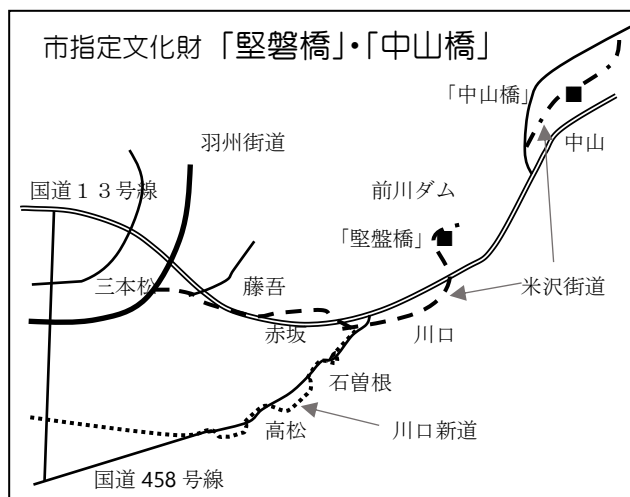 市指定文化財 「堅磐橋」・「中山橋」
「中山橋」
中山
羽州街道
国道１３号線
前川ダム
「堅盤橋」
三本松
藤吾
米沢街道
赤坂
川口
石曽根
高松
川口新道
国道 458 号線